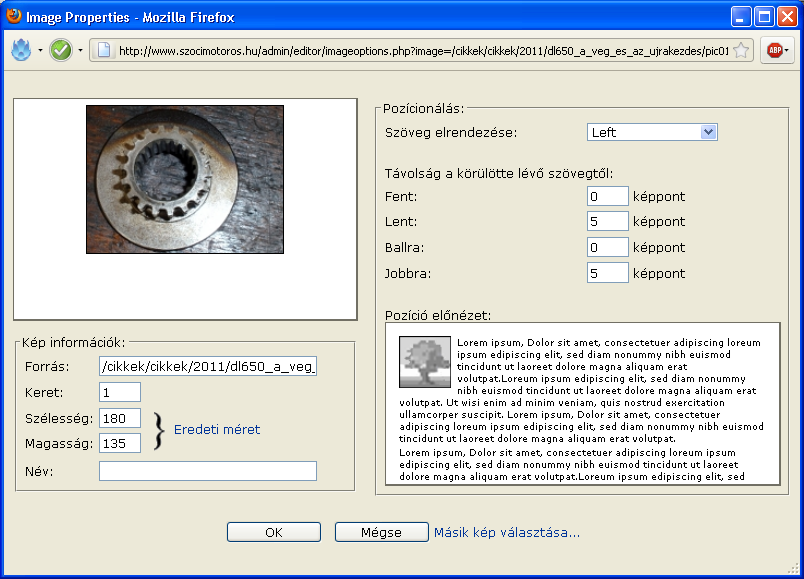 Image Properties - Mozilla Firefox
http://www.szocimotoros.hu/admin/editor/imageoptions.php?image=/cikkek/cikkek/2011/dl650_a_veg_es_az_ujrakezdes/pic01
ABP
Kép információk:
Forrás: /cikkek/cikkek/2011/dl650_a_veg_
Keret: 1
Szélesség: 180
Magasság: 135
} Eredeti méret
Név:
Pozícionálás:
Szöveg elrendezése: Left
Távolság a körülötte lévő szövegtől:
Fent: 0 képpont
Lent: 5 képpont
Ballra: 0 képpont
Jobbra: 5 képpont
Pozíció előnézet:
Lorem ipsum, Dolor sit amet, consectetuer adipiscing loreum
ipsum edipiscing elit, sed diam nonummy nibh euismod
tincidunt ut laoreet dolore magna aliquam erat
volutpat.Loreum ipsum edipiscing elit, sed diam nonummy
nibh euismod tincidunt ut laoreet dolore magna aliquam erat
volutpat. Ut wisi enim ad minim veniam, quis nostrud exercitation
ullamcorper suscipit. Lorem ipsum, Dolor sit amet, consectetuer
adipiscing loreum ipsum edipiscing elit, sed diam nonummy nibh euismod
tincidunt ut laoreet dolore magna aliquam erat volutpat.
Lorem ipsum, Dolor sit amet, consectetuer adipiscing loreum ipsum
edipiscing elit, sed diam nonummy nibh euismod tincidunt ut laoreet
dolore magna aliquam erat volutpat.Loreum ipsum edipiscing elit, sed
OK
Mégse
Másik kép választása...